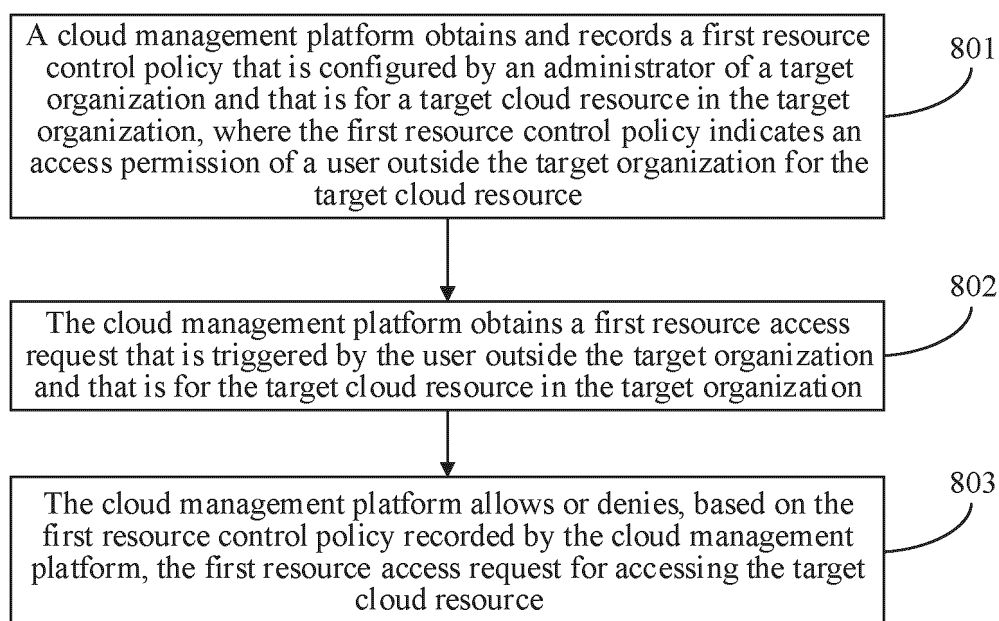 A cloud management platform obtains and records a first resource
control policy that is configured by an administrator of a target
organization and that is for a target cloud resource in the target
organization, where the first resource control policy indicates an
access permission of a user outside the target organization for the
target cloud resource
801
The cloud management platform obtains a first resource access
request that is triggered by the user outside the target organization
and that is for the target cloud resource in the target organization
802
The cloud management platform allows or denies, based on the
first resource control policy recorded by the cloud management
platform, the first resource access request for accessing the target
cloud resource
803